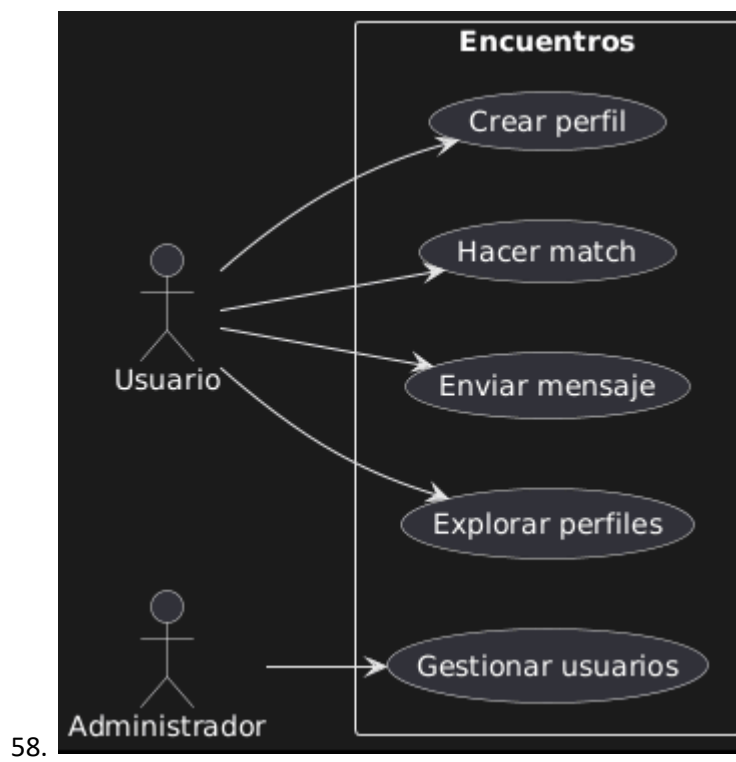 Encuentros
Crear perfil
Hacer match
Enviar mensaje
Usuario
Explorar perfiles
Gestionar usuarios
Administrador
58.